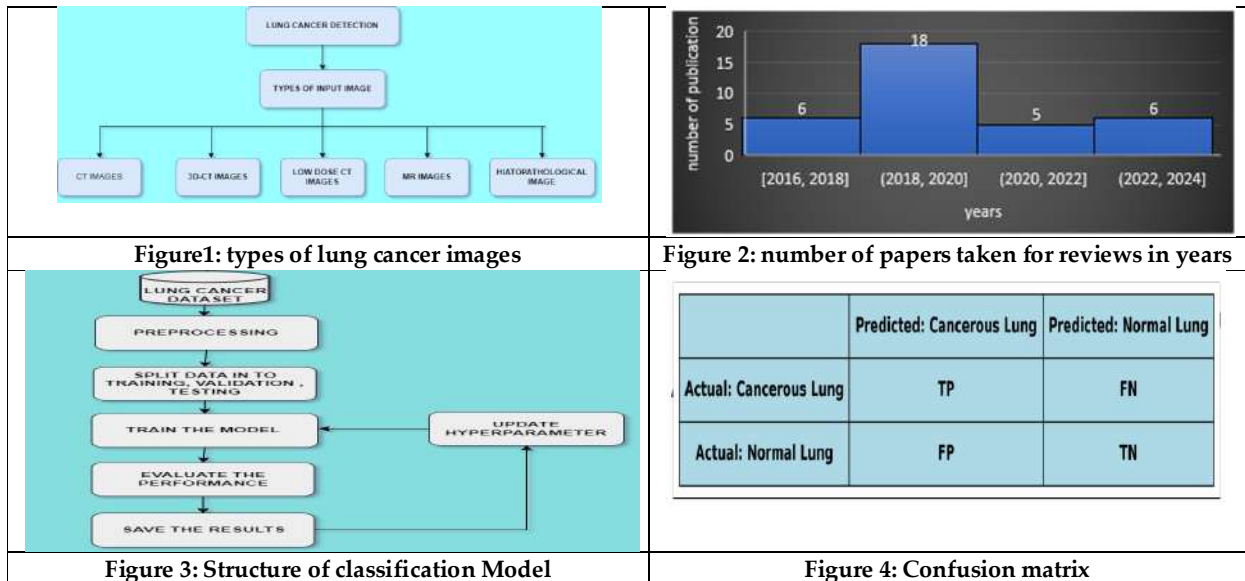 LUNG CANCER DETECTION
TYPES OF INPUT IMAGE
CT IMAGES
3D-CT IMAGES
LOW DOSE CT
IMAGES
MR IMAGES
HIATORATHOLOGICAL
IMAGE
Figure1: types of lung cancer images
number of publication
20
15
10
5
0
6
18
5
6
[2016, 2018]
(2018, 2020]
(2020, 2022]
(2022, 2024]
years
Figure 2: number of papers taken for reviews in years
LUNG CANCER
DATASET
PREPROCESSING
SPLIT DATA IN TO
TRAINING, VALIDATION ,
TESTING
TRAIN THE MODEL
UPDATE
HYPERPARAMETER
EVALUATE THE
PERFORMANCE
SAVE THE RESULTS
Figure 3: Structure of classification Model
Predicted: Cancerous Lung Predicted: Normal Lung
Actual: Cancerous Lung TP FN
Actual: Normal Lung FP TN
Figure 4: Confusion matrix